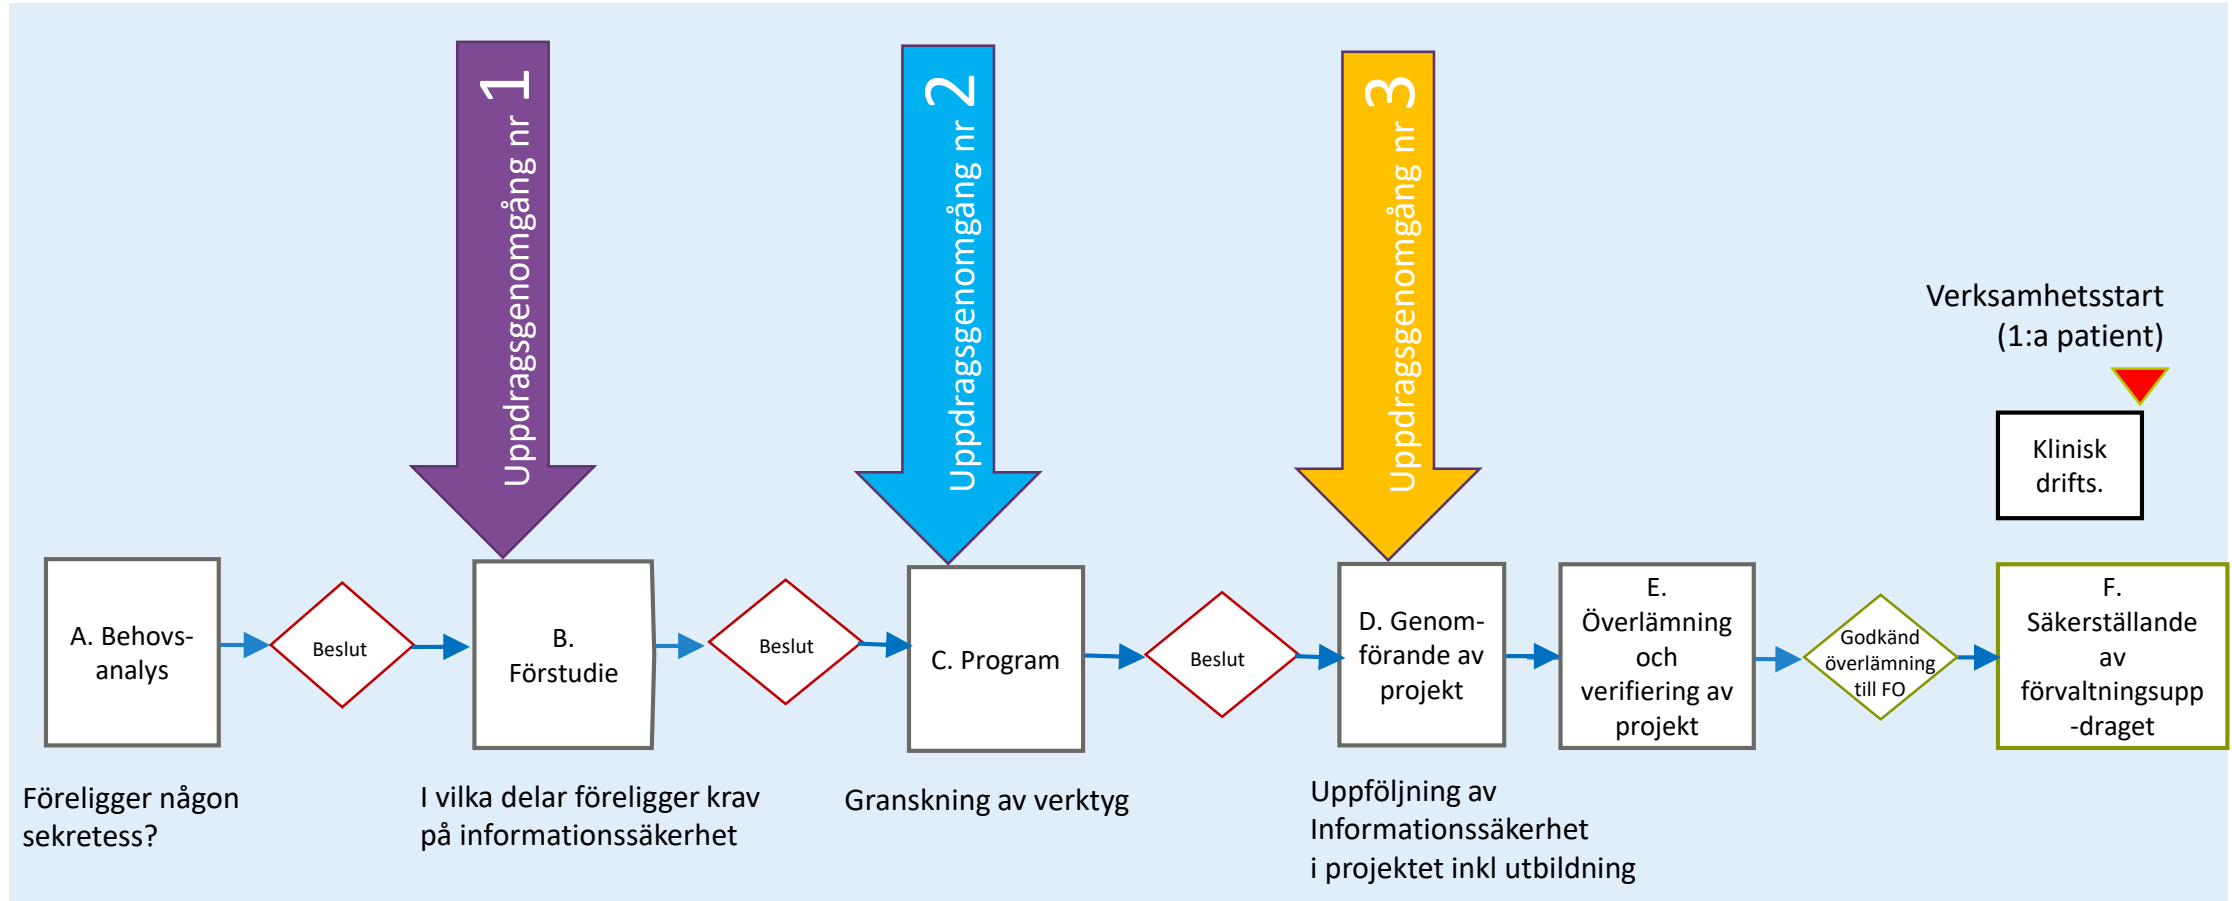 Uppdragsgenomgång nr 1
Uppdragsgenomgång nr 2
Uppdragsgenomgång nr 3
Verksamhetsstart
(1:a patient)
Klinisk
drifts.
A. Behovs-
analys
Beslut
B.
Förstudie
Beslut
C. Program
Beslut
D. Genom-
förande av
projekt
E.
Överlämning
och
verifiering av
projekt
Godkänd
överlämning
till FO
F.
Säkerställande
av
förvaltningsupp
-draget
Föreligger någon
sekretess?
I vilka delar föreligger krav
på informationssäkerhet
Granskning av verktyg
Uppföljning av
Informationssäkerhet
i projektet inkl utbildning